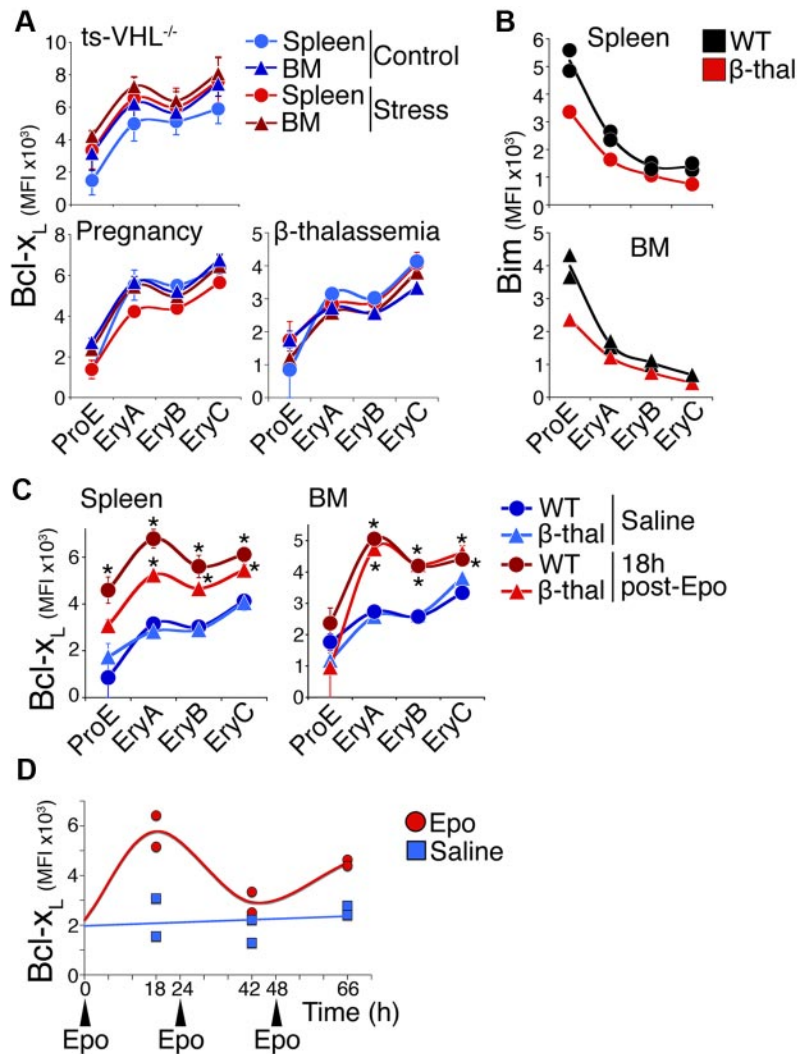 A
ts-VHL-/-
10
8
6
4
2
0
Spleen
BM
Control
Spleen
BM
Stress
Bcl-xL (MFI x10³)
Pregnancy
8
6
4
2
0
ProE
EryA
EryB
EryC
β-thalassemia
5
4
3
2
1
0
ProE
EryA
EryB
EryC
B
Spleen
WT
β-thal
Bim (MFI x10³)
6
5
4
3
2
1
0
BM
5
4
3
2
1
0
ProE
EryA
EryB
EryC
C
Spleen
BM
Bcl-xL (MFI x10³)
6
4
2
0
* * * * * * *
ProE
EryA
EryB
EryC
5
4
3
2
1
0
* * * * * *
ProE
EryA
EryB
EryC
WT
β-thal
Saline
WT
β-thal
18h
post-Epo
D
Bcl-xL (MFI x10³)
6
4
2
0
Epo
Saline
0 18 24 42 48 66
Time (h)
Epo Epo Epo